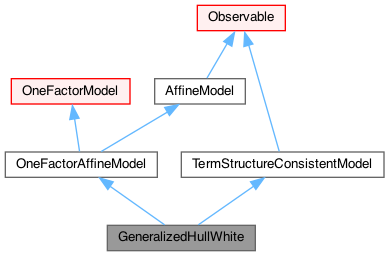 Observable
OneFactorModel
AffineModel
OneFactorAffineModel
TermStructureConsistentModel
GeneralizedHullWhite